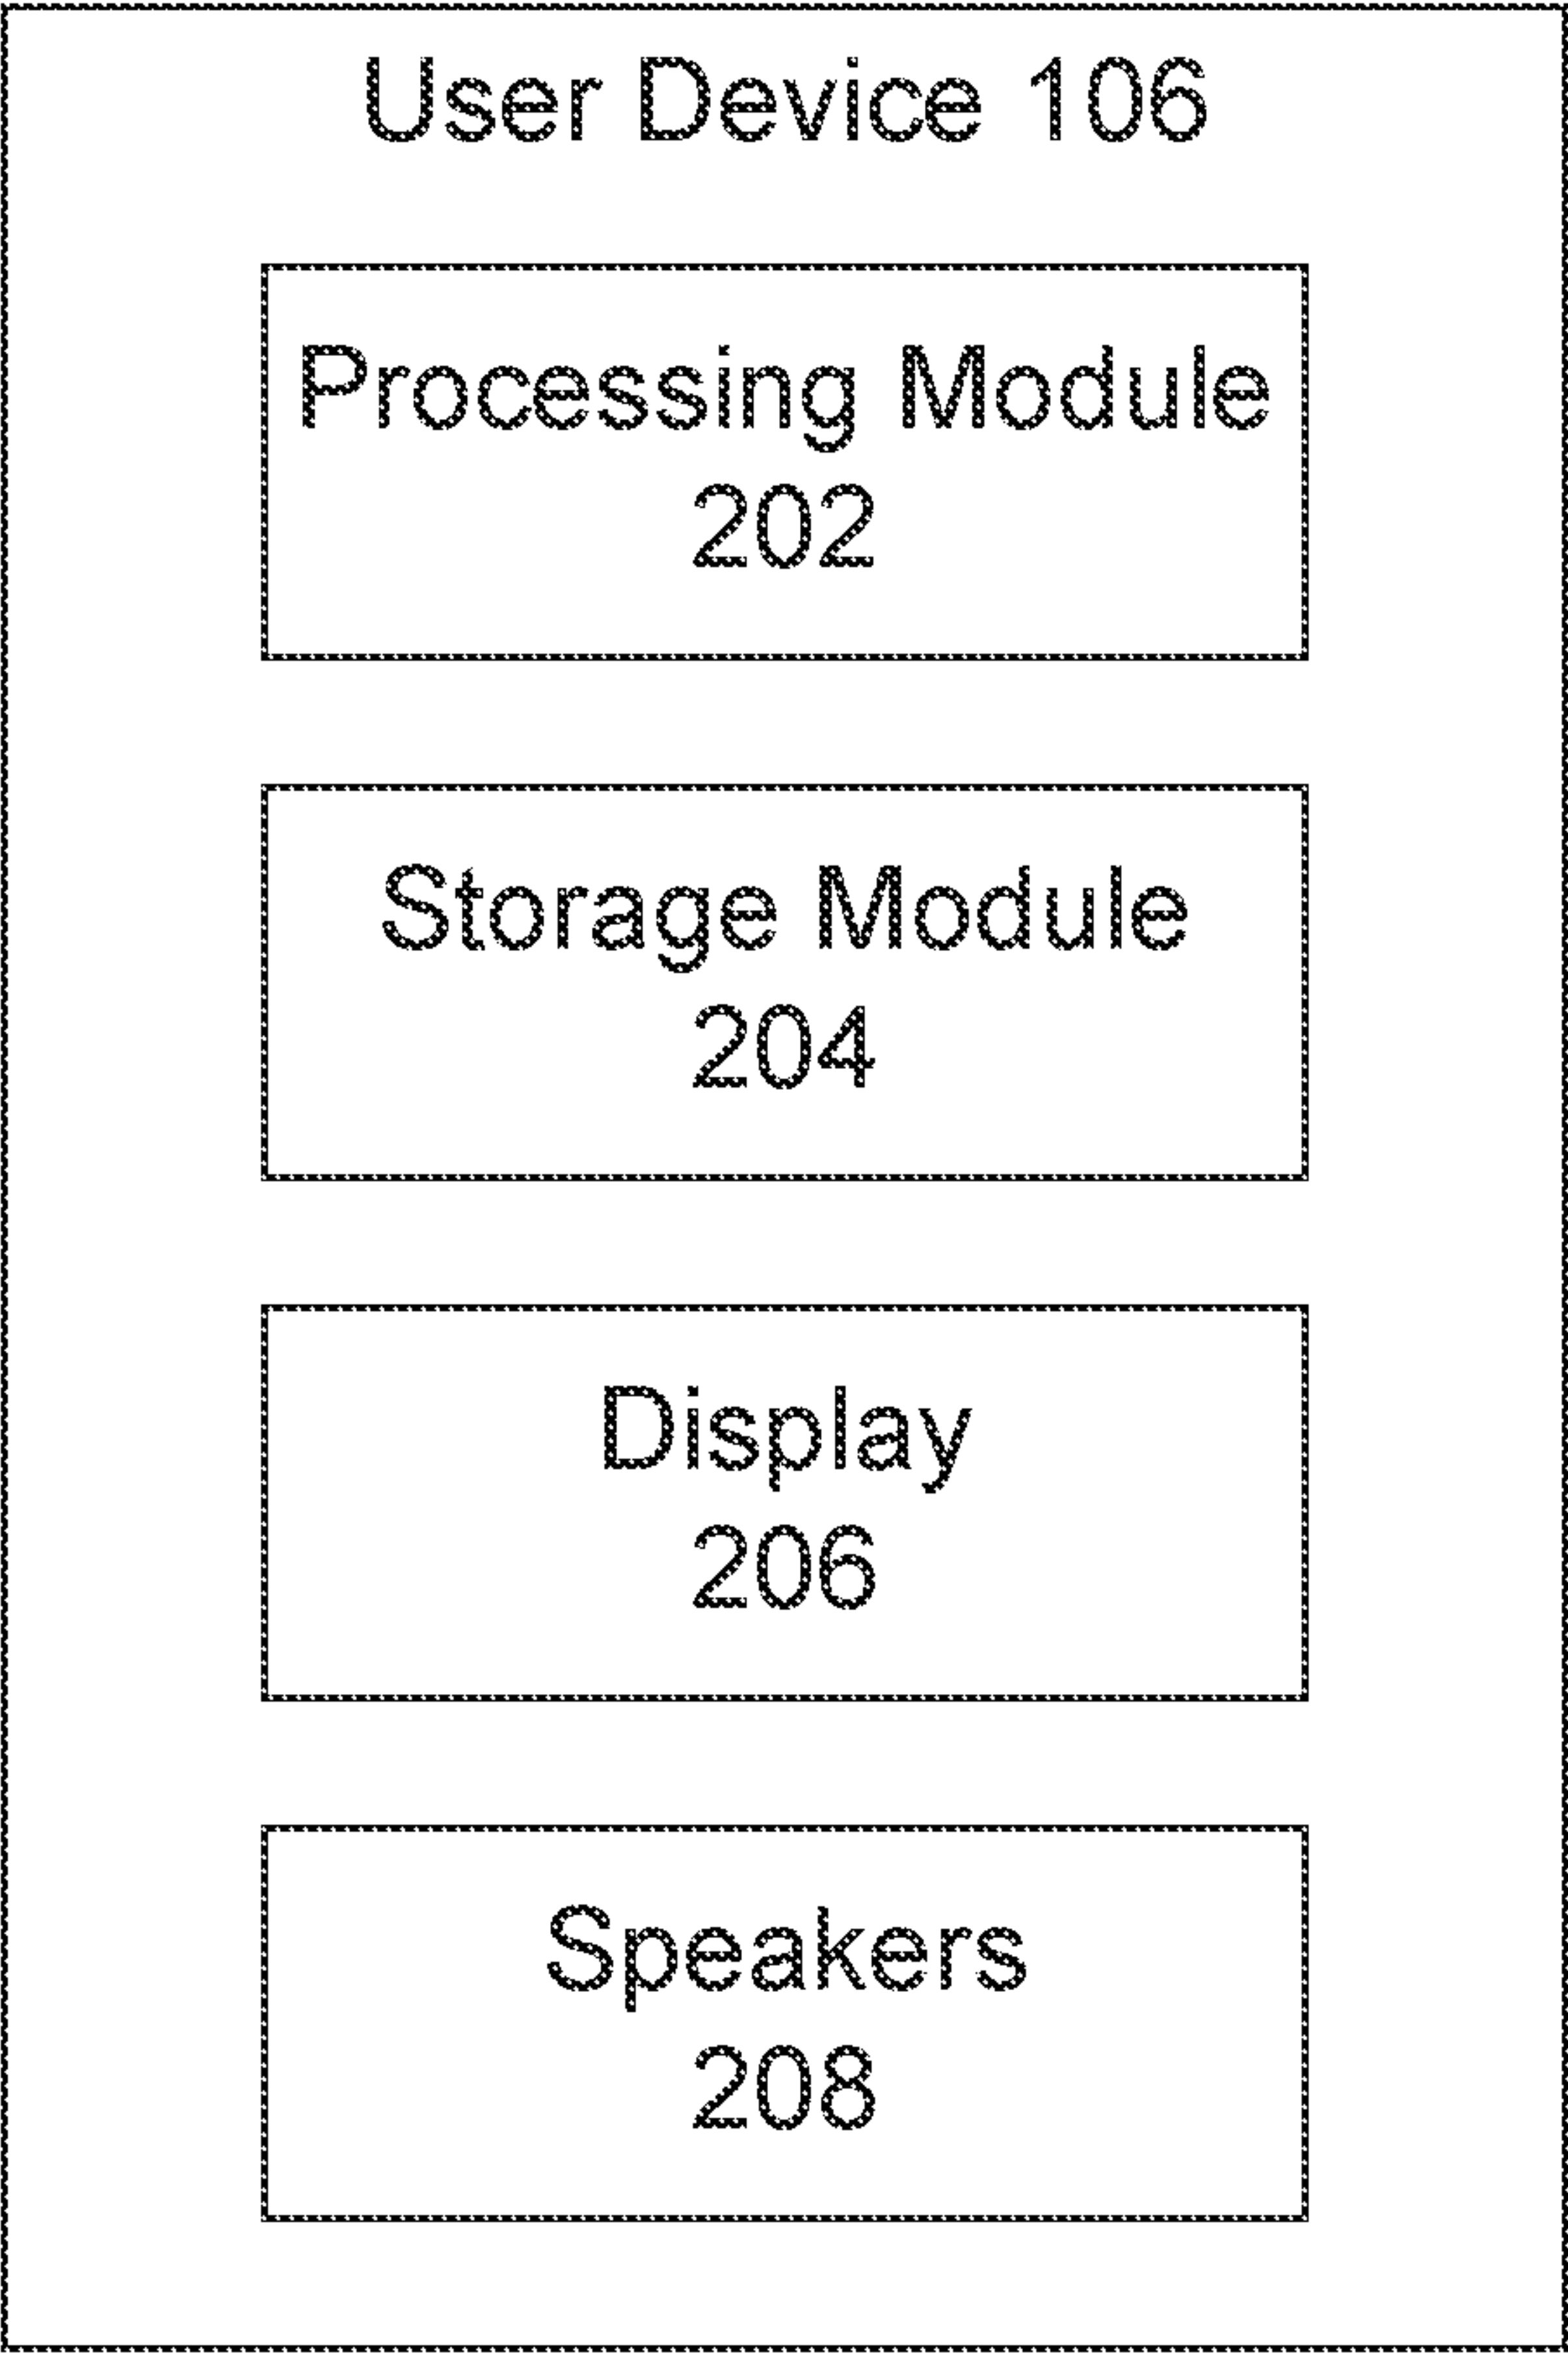 User Device 106
Processing Module
202
Storage Module
204
Display
206
Speakers
208